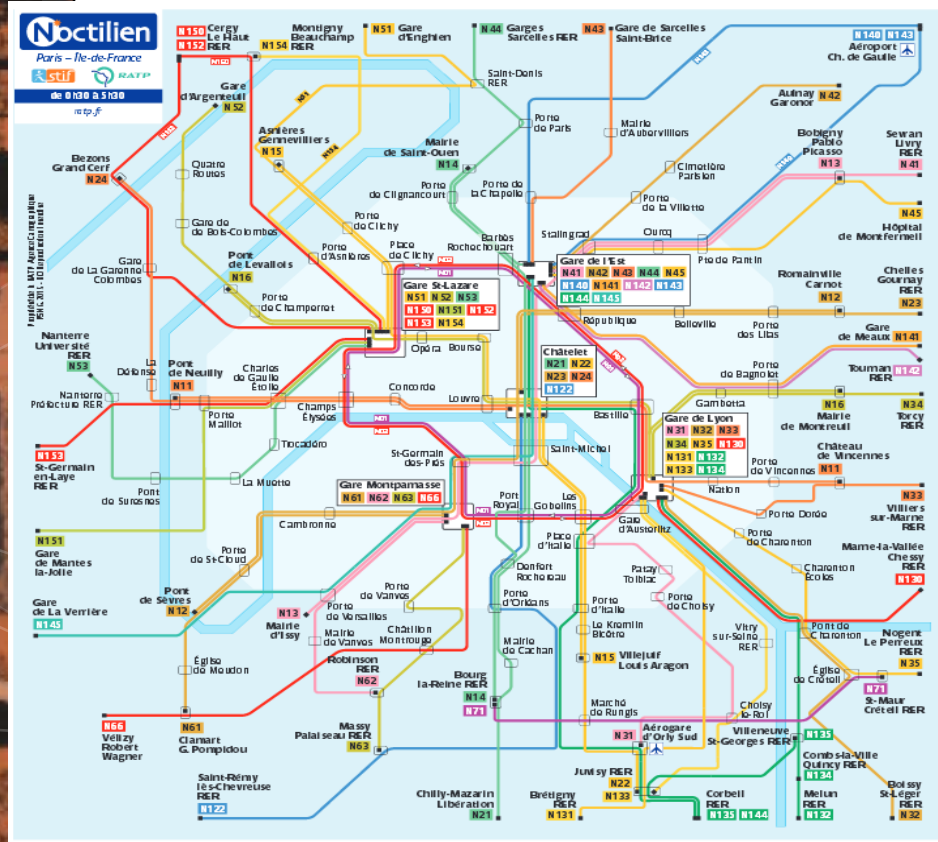 Noctilien
Paris – Île-de-France
stif RATP
de 0h30 à 5h30
ratp.fr
N150
N152
Cergy
Le Haut
RER
N154
Montigny
Beauchamp
RER
N51
Gare
d'Enghien
N44
Garges
Sarcelles RER
N43
Gare de Sarcelles
Saint-Brice
N140 N143
Aéroport
Ch. de Gaulle
Gare
d'Argenteuil
N52
Asnières
Gennevilliers
N15
Saint-Denis
RER
Porte
de Paris
Mairie
d'Aubervilliers
Aulnay
Garonor
N42
Bobigny
Pablo
Picasso
N13
Sevran
Livry
RER
N41
Bezons
Grand Cerf
N24
Quatre
Routes
Mairie
de Saint-Ouen
N14
Porte
de Clignancourt
Porte de
la Chapelle
Cimetière
Parisien
Porte
de la Villette
N45
Hôpital
de Montfermeil
Gare de
Bois-Colombes
Porte
de Clichy
Porte
d'Asnières
Place
de Clichy
Barbès
Rochechouart
Stalingrad
Ourcq
Pte de Pantin
Gare
de La Garenne
Colombes
Pont
de Levallois
N16
Porte
de Champerret
Gare St-Lazare
N51 N52 N53
N150 N151 N152
N153 N154
Gare de l'Est
N41 N42 N43 N44 N45
N140 N141 N142 N143
N144 N145
Romainville
Carnot
N12
Chelles
Gournay
RER
N23
Nanterre
Université
RER
N53
La
Défense
Pont
de Neuilly
N11
Charles
de Gaulle
Étoile
Opéra
Bourse
République
Belleville
Porte
des Lilas
Gare
de Meaux
N141
Châtelet
N21 N22
N23 N24
N122
Nanterre
Préfecture RER
Porte
Maillot
Champs
Élysées
Concorde
Louvre
Bastille
Gambetta
Porte
de Bagnolet
Tournan
RER
N142
N16
Mairie
de Montreuil
N34
Torcy
RER
N153
St-Germain
en-Laye
RER
Trocadéro
La Muette
Pont
de Suresnes
St-Germain
des-Prés
Saint-Michel
Gare de Lyon
N31 N32 N33
N34 N35 N130
N131 N132
N133 N134
Nation
Porte
de Vincennes
Château
de Vincennes
N11
Gare Montparnasse
N61 N62 N63 N66
Port
Royal
Les
Gobelins
Gare
d'Austerlitz
Porte Dorée
N33
Villiers
sur-Marne
RER
N151
Gare
de Mantes
la-Jolie
Cambronne
Porte
de St-Cloud
Place
d'Italie
Porte
de Charenton
Charenton
Écoles
Marne-la-Vallée
Chessy
RER
N130
Gare
de La Verrière
N145
Pont
de Sèvres
N12
N13
Mairie
d'Issy
Porte
de Versailles
Porte
de Vanves
Denfert
Rochereau
Porte
d'Orléans
Patay
Tolbiac
Porte
d'Italie
Porte
de Choisy
Mairie
de Vanves
Châtillon
Montrouge
Mairie
de Cachan
Le Kremlin
Bicêtre
Vitry
sur-Seine
RER
Pont de
Charenton
Nogent
Le Perreux
RER
N35
Église
de Meudon
Robinson
RER
N62
Bourg
la-Reine RER
N14
N71
N15 Villejuif
Louis Aragon
Église
de Créteil
N71
St-Maur
Créteil RER
N66
Vélizy
Robert
Wagner
N61
Clamart
G. Pompidou
Massy
Palaiseau RER
N63
Marché
de Rungis
Choisy
le-Roi
N31
Aérogare
d'Orly Sud
Villeneuve
St-Georges RER
N135
Combs-la-Ville
Quincy RER
N134
Saint-Rémy
lès-Chevreuse
RER
N122
Chilly-Mazarin
Libération
N21
Juvisy RER
N22
N133
Brétigny
RER
N131
Corbeil
RER
N135 N144
Melun
RER
N132
Boissy
St-Léger
RER
N32